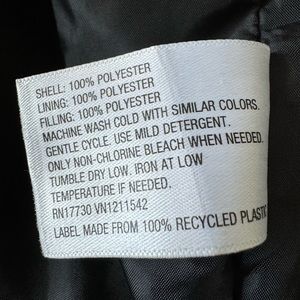 SHELL: 100% POLYESTER
LINING: 100% POLYESTER
FILLING: 100% POLYESTER
MACHINE WASH COLD WITH SIMILAR COLORS.
GENTLE CYCLE. USE MILD DETERGENT.
ONLY NON-CHLORINE BLEACH WHEN NEEDED.
TUMBLE DRY LOW. IRON AT LOW
TEMPERATURE IF NEEDED.
RN17730 VN1211542
LABEL MADE FROM 100% RECYCLED PLASTIC